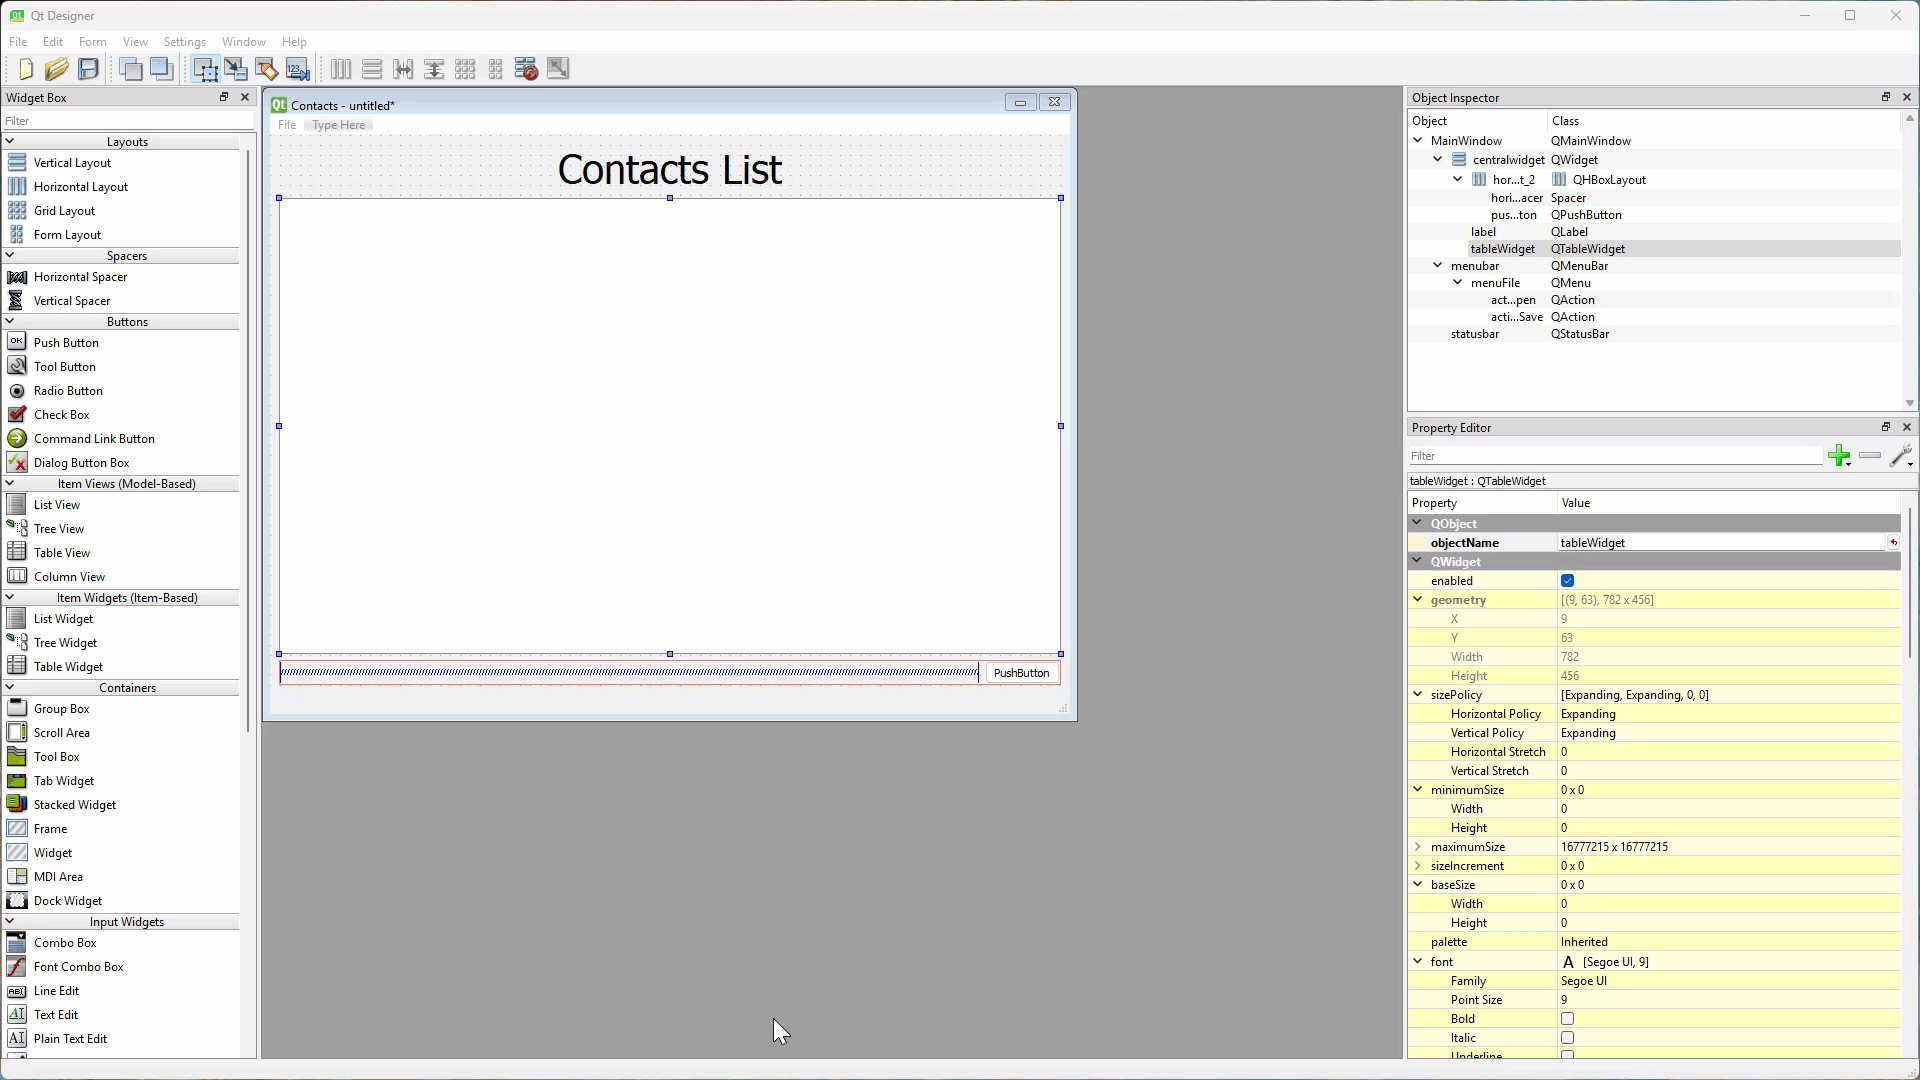 Qt Designer
File Edit Form View Settings Window Help
Widget Box
Filter
Layouts
Vertical Layout
Horizontal Layout
Grid Layout
Form Layout
Spacers
Horizontal Spacer
Vertical Spacer
Buttons
Push Button
Tool Button
Radio Button
Check Box
Command Link Button
Dialog Button Box
Item Views (Model-Based)
List View
Tree View
Table View
Column View
Item Widgets (Item-Based)
List Widget
Tree Widget
Table Widget
Containers
Group Box
Scroll Area
Tool Box
Tab Widget
Stacked Widget
Frame
Widget
MDI Area
Dock Widget
Input Widgets
Combo Box
Font Combo Box
Line Edit
Text Edit
Plain Text Edit
Contacts - untitled*
File Type Here
Contacts List
PushButton
Object Inspector
Object Class
MainWindow QMainWindow
centralwidget QWidget
hor...t_2 QHBoxLayout
hori...acer Spacer
pus...ton QPushButton
label QLabel
tableWidget QTableWidget
menubar QMenuBar
menuFile QMenu
act...pen QAction
acti...Save QAction
statusbar QStatusBar
Property Editor
Filter
tableWidget : QTableWidget
Property Value
QObject
objectName tableWidget
QWidget
enabled
geometry [(9, 63), 782 x 456]
X 9
Y 63
Width 782
Height 456
sizePolicy [Expanding, Expanding, 0, 0]
Horizontal Policy Expanding
Vertical Policy Expanding
Horizontal Stretch 0
Vertical Stretch 0
minimumSize 0 x 0
Width 0
Height 0
maximumSize 16777215 x 16777215
sizeIncrement 0 x 0
baseSize 0 x 0
Width 0
Height 0
palette Inherited
font A [Segoe UI, 9]
Family Segoe UI
Point Size 9
Bold
Italic
Underline